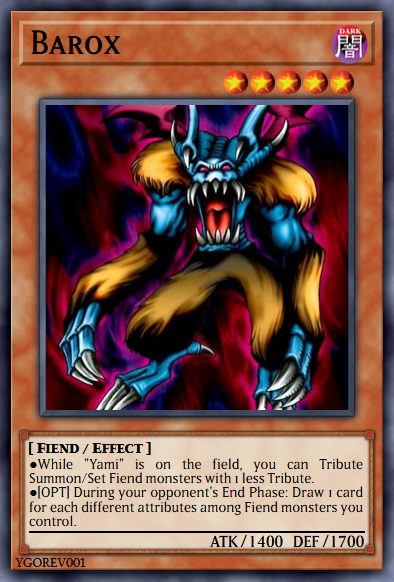 Barox
DARK
闇
[ Fiend / Effect ]
●While "Yami" is on the field, you can Tribute
Summon/Set Fiend monsters with 1 less Tribute.
●[OPT] During your opponent's End Phase: Draw 1 card
for each different attributes among Fiend monsters you
control.
ATK/1400 DEF/1700
YGOREV001